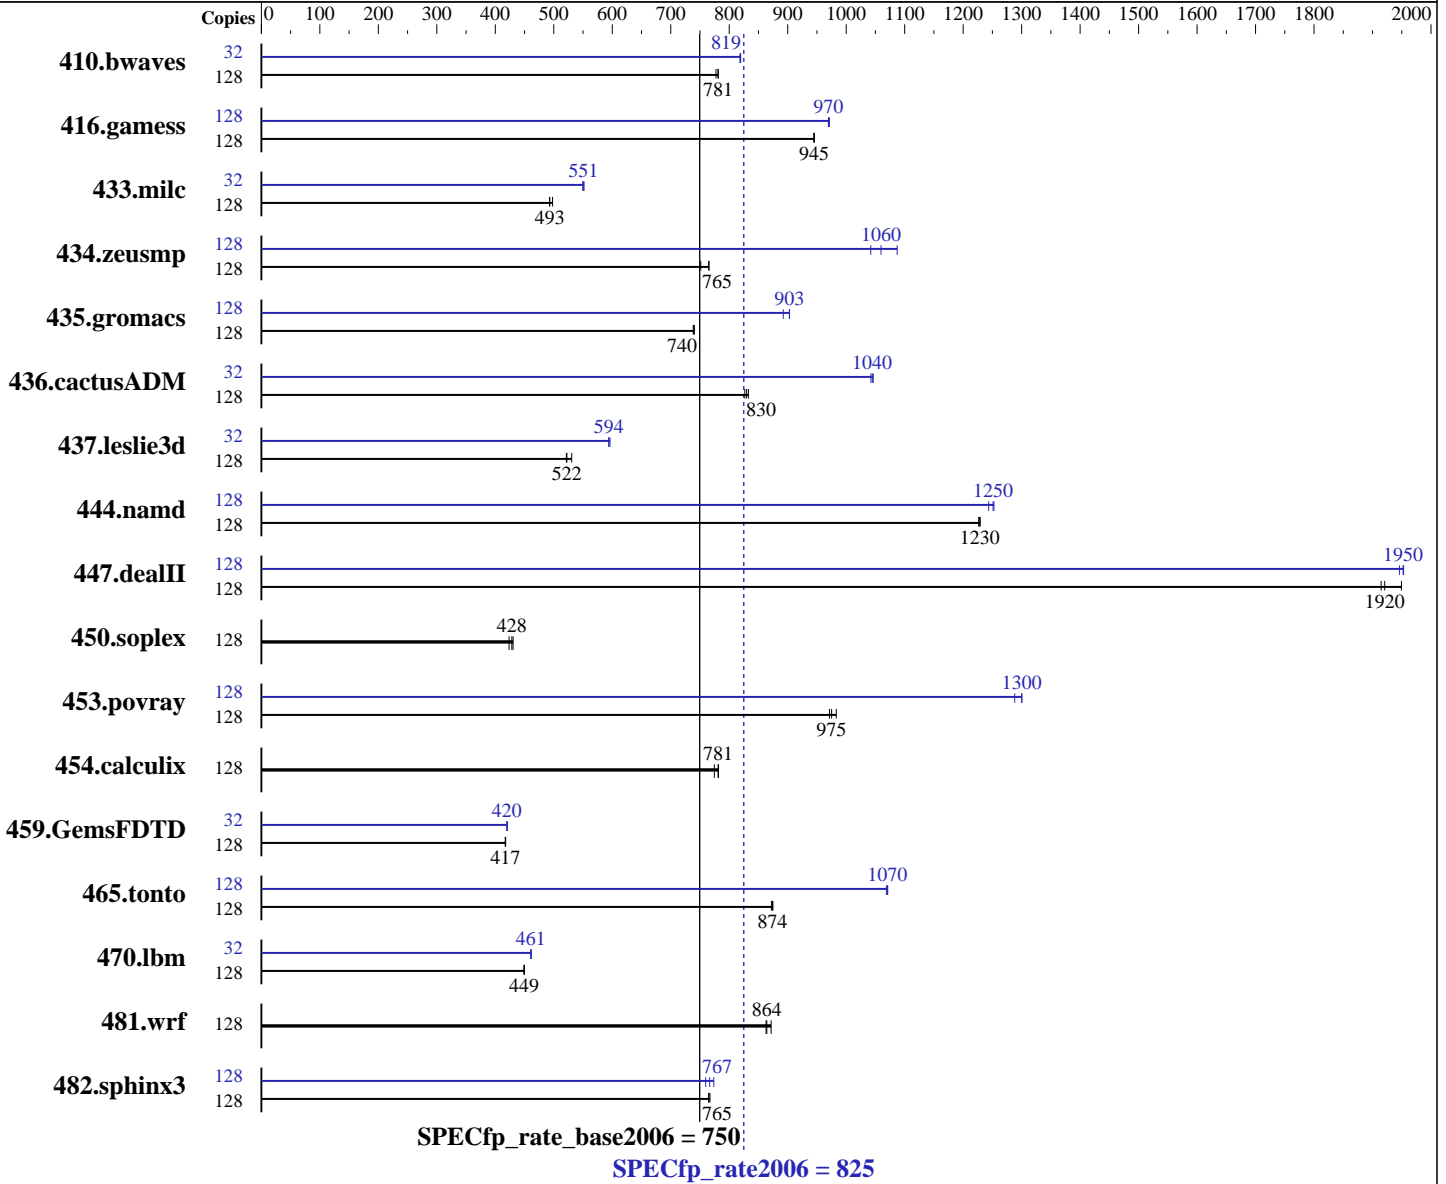 Copies 0 100 200 300 400 500 600 700 800 900 1000 1100 1200 1300 1400 1500 1600 1700 1800 2000
819
410.bwaves 32
128
781
970
416.gamess 128
128
945
551
433.milc 32
128
493
1060
434.zeusmp 128
128
765
903
435.gromacs 128
128
740
1040
436.cactusADM 32
128
830
594
437.leslie3d 32
128
522
1250
444.namd 128
128
1230
1950
447.dealII 128
128
1920
428
450.soplex 128
1300
453.povray 128
128
975
781
454.calculix 128
420
459.GemsFDTD 32
128
417
1070
465.tonto 128
128
874
461
470.lbm 32
128
449
864
481.wrf 128
767
482.sphinx3 128
128
765
SPECfp_rate_base2006 = 750
SPECfp_rate2006 = 825